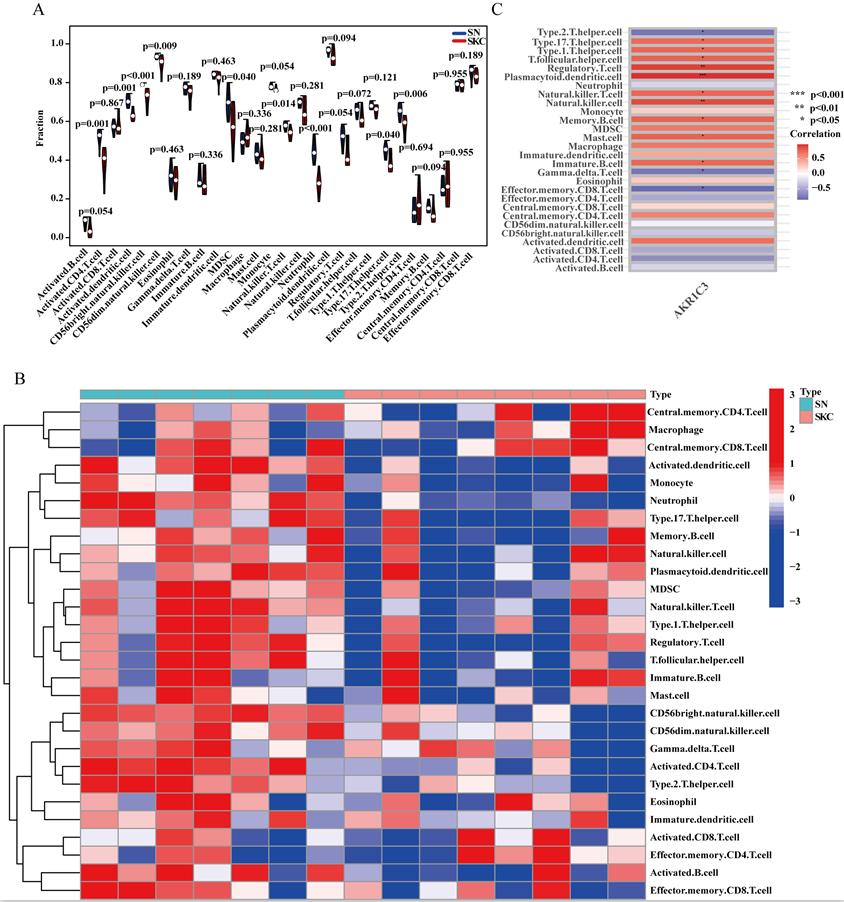 A
SN
SKC
p=0.054
p=0.001
p=0.867
p=0.001
p<0.001
p=0.009
p=0.463
p=0.189
p=0.336
p=0.463
p=0.040
p=0.336
p=0.281
p=0.054
p=0.014
p=0.281
p<0.001
p=0.094
p=0.054
p=0.072
p=0.121
p=0.040
p=0.006
p=0.694
p=0.094
p=0.955
p=0.955
p=0.189
Fraction
1.0
0.8
0.6
0.4
0.2
0.0
Activated.B.cell
Activated.CD4.T.cell
Activated.CD8.T.cell
Activated.dendritic.cell
CD56bright.natural.killer.cell
CD56dim.natural.killer.cell
Eosinophil
Gamma.delta.T.cell
Immature.B.cell
Immature.dendritic.cell
MDSC
Macrophage
Mast.cell
Monocyte
Natural.killer.T.cell
Natural.killer.cell
Neutrophil
Plasmacytoid.dendritic.cell
Regulatory.T.cell
T.follicular.helper.cell
Type.1.T.helper.cell
Type.17.T.helper.cell
Type.2.T.helper.cell
Effector.memory.CD4.T.cell
Memory.B.cell
Central.memory.CD4.T.cell
Central.memory.CD8.T.cell
Effector.memory.CD8.T.cell
C
Type.2.T.helper.cell *
Type.17.T.helper.cell *
Type.1.T.helper.cell *
T.follicular.helper.cell *
Regulatory.T.cell **
Plasmacytoid.dendritic.cell ***
Neutrophil
Natural.killer.T.cell *
Natural.killer.cell **
Monocyte
Memory.B.cell *
MDSC
Mast.cell *
Macrophage
Immature.dendritic.cell
Immature.B.cell *
Gamma.delta.T.cell *
Eosinophil
Effector.memory.CD8.T.cell *
Effector.memory.CD4.T.cell
Central.memory.CD8.T.cell
Central.memory.CD4.T.cell
CD56dim.natural.killer.cell
CD56bright.natural.killer.cell
Activated.dendritic.cell
Activated.CD8.T.cell
Activated.CD4.T.cell
Activated.B.cell
AKR1C3
*** p<0.001
** p<0.01
* p<0.05
Correlation
0.5
0.0
−0.5
B
Type
Central.memory.CD4.T.cell
Macrophage
Central.memory.CD8.T.cell
Activated.dendritic.cell
Monocyte
Neutrophil
Type.17.T.helper.cell
Memory.B.cell
Natural.killer.cell
Plasmacytoid.dendritic.cell
MDSC
Natural.killer.T.cell
Type.1.T.helper.cell
Regulatory.T.cell
T.follicular.helper.cell
Immature.B.cell
Mast.cell
CD56bright.natural.killer.cell
CD56dim.natural.killer.cell
Gamma.delta.T.cell
Activated.CD4.T.cell
Type.2.T.helper.cell
Eosinophil
Immature.dendritic.cell
Activated.CD8.T.cell
Effector.memory.CD4.T.cell
Activated.B.cell
Effector.memory.CD8.T.cell
3
2
1
0
−1
−2
−3
Type
SN
SKC